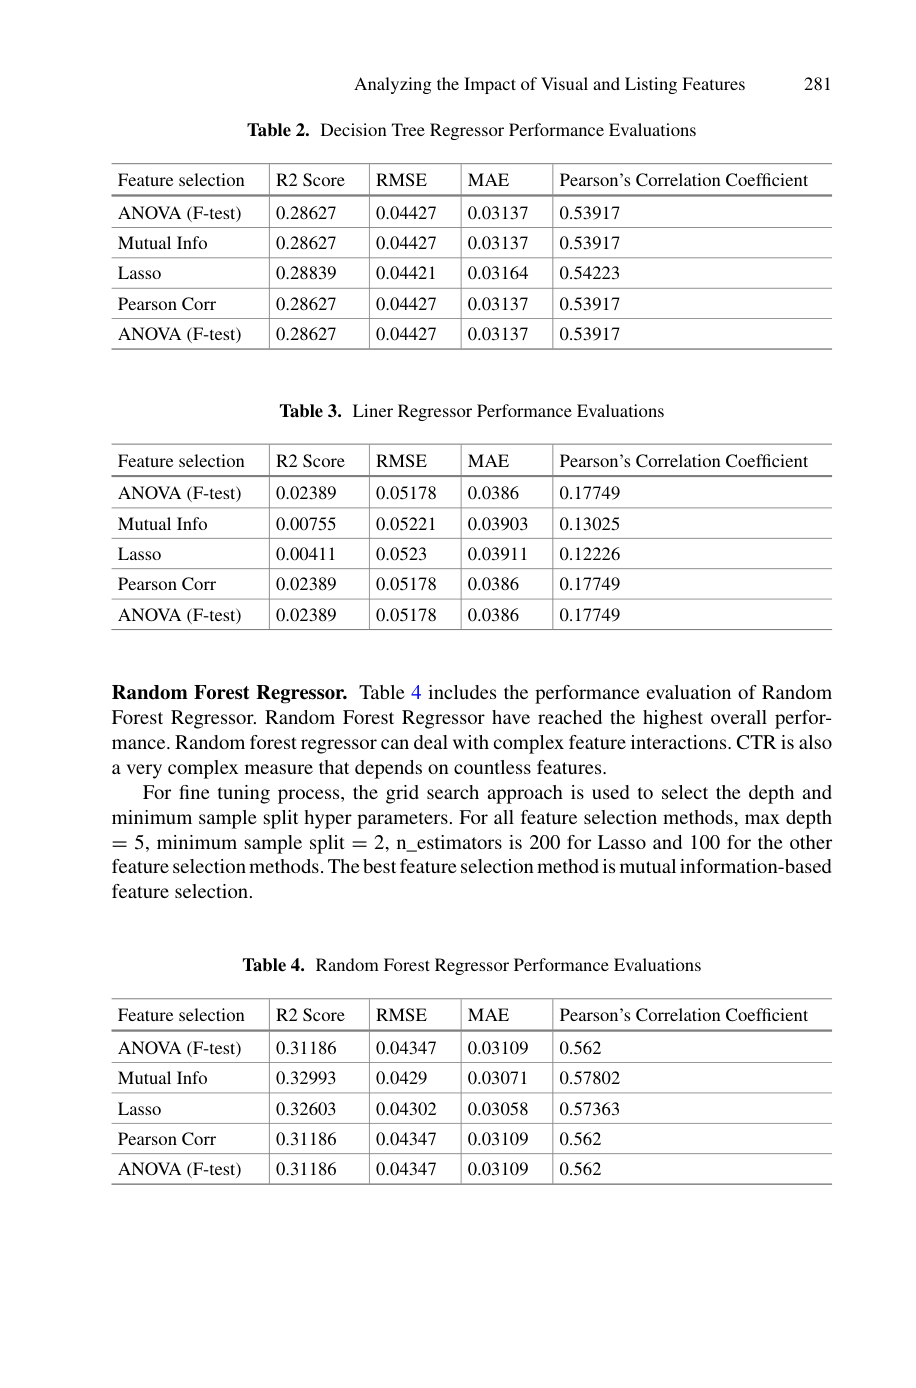 Analyzing the Impact of Visual and Listing Features 281
Table 2. Decision Tree Regressor Performance Evaluations
Feature selection R2 Score RMSE MAE Pearson's Correlation Coefficient
ANOVA (F-test) 0.28627 0.04427 0.03137 0.53917
Mutual Info 0.28627 0.04427 0.03137 0.53917
Lasso 0.28839 0.04421 0.03164 0.54223
Pearson Corr 0.28627 0.04427 0.03137 0.53917
ANOVA (F-test) 0.28627 0.04427 0.03137 0.53917
Table 3. Liner Regressor Performance Evaluations
Feature selection R2 Score RMSE MAE Pearson's Correlation Coefficient
ANOVA (F-test) 0.02389 0.05178 0.0386 0.17749
Mutual Info 0.00755 0.05221 0.03903 0.13025
Lasso 0.00411 0.0523 0.03911 0.12226
Pearson Corr 0.02389 0.05178 0.0386 0.17749
ANOVA (F-test) 0.02389 0.05178 0.0386 0.17749
Random Forest Regressor. Table 4 includes the performance evaluation of Random
Forest Regressor. Random Forest Regressor have reached the highest overall perfor-
mance. Random forest regressor can deal with complex feature interactions. CTR is also
a very complex measure that depends on countless features.
For fine tuning process, the grid search approach is used to select the depth and
minimum sample split hyper parameters. For all feature selection methods, max depth
= 5, minimum sample split = 2, n_estimators is 200 for Lasso and 100 for the other
feature selection methods. The best feature selection method is mutual information-based
feature selection.
Table 4. Random Forest Regressor Performance Evaluations
Feature selection R2 Score RMSE MAE Pearson's Correlation Coefficient
ANOVA (F-test) 0.31186 0.04347 0.03109 0.562
Mutual Info 0.32993 0.0429 0.03071 0.57802
Lasso 0.32603 0.04302 0.03058 0.57363
Pearson Corr 0.31186 0.04347 0.03109 0.562
ANOVA (F-test) 0.31186 0.04347 0.03109 0.562